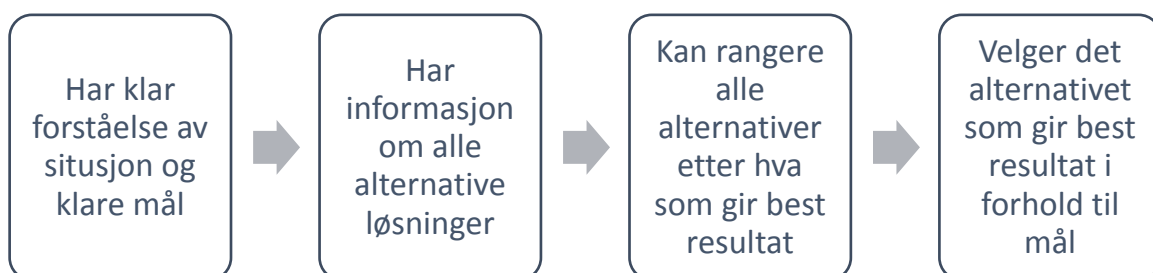 Har klar
forståelse av
situsjon og
klare mål
Har
informasjon
om alle
alternative
løsninger
Kan rangere
alle
alternativer
etter hva
som gir best
resultat
Velger det
alternativet
som gir best
resultat i
forhold til
mål